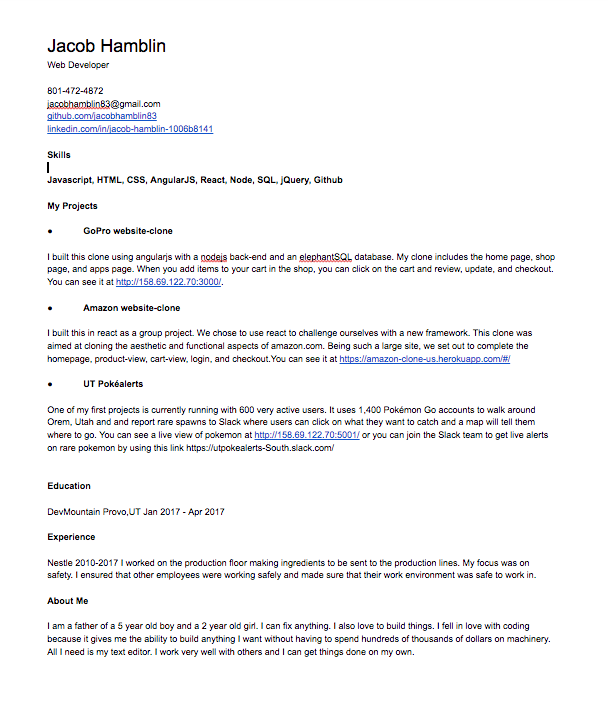 Jacob Hamblin
Web Developer
801-472-4872
jacobhamblin83@gmail.com
github.com/jacobhamblin83
linkedin.com/in/jacob-hamblin-1006b8141
Skills
Javascript, HTML, CSS, AngularJS, React, Node, SQL, jQuery, Github
My Projects
● GoPro website-clone
I built this clone using angularjs with a nodejs back-end and an elephantSQL database. My clone includes the home page, shop
page, and apps page. When you add items to your cart in the shop, you can click on the cart and review, update, and checkout.
You can see it at http://158.69.122.70:3000/.
● Amazon website-clone
I built this in react as a group project. We chose to use react to challenge ourselves with a new framework. This clone was
aimed at cloning the aesthetic and functional aspects of amazon.com. Being such a large site, we set out to complete the
homepage, product-view, cart-view, login, and checkout.You can see it at https://amazon-clone-us.herokuapp.com/#/
● UT Pokéalerts
One of my first projects is currently running with 600 very active users. It uses 1,400 Pokémon Go accounts to walk around
Orem, Utah and and report rare spawns to Slack where users can click on what they want to catch and a map will tell them
where to go. You can see a live view of pokemon at http://158.69.122.70:5001/ or you can join the Slack team to get live alerts
on rare pokemon by using this link https://utpokealerts-South.slack.com/
Education
DevMountain Provo,UT Jan 2017 - Apr 2017
Experience
Nestle 2010-2017 I worked on the production floor making ingredients to be sent to the production lines. My focus was on
safety. I ensured that other employees were working safely and made sure that their work environment was safe to work in.
About Me
I am a father of a 5 year old boy and a 2 year old girl. I can fix anything. I also love to build things. I fell in love with coding
because it gives me the ability to build anything I want without having to spend hundreds of thousands of dollars on machinery.
All I need is my text editor. I work very well with others and I can get things done on my own.